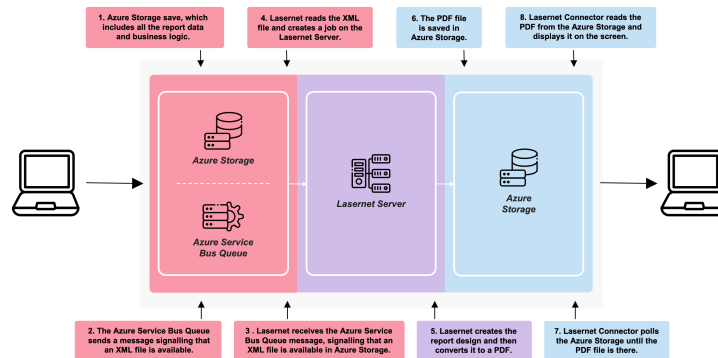 1. Azure Storage save, which
includes all the report data
and business logic.
4. Lasernet reads the XML
file and creates a job on the
Lasernet Server.
6. The PDF file
is saved in
Azure Storage.
8. Lasernet Connector reads the
PDF from the Azure Storage and
displays it on the screen.
Azure Storage
Azure Service
Bus Queue
Lasernet Server
Azure
Storage
2. The Azure Service Bus Queue
sends a message signalling that
an XML file is available.
3 . Lasernet receives the Azure Service
Bus Queue message, signalling that an
XML file is available in Azure Storage.
5. Lasernet creates the
report design and then
converts it to a PDF.
7. Lasernet Connector polls
the Azure Storage until the
PDF file is there.